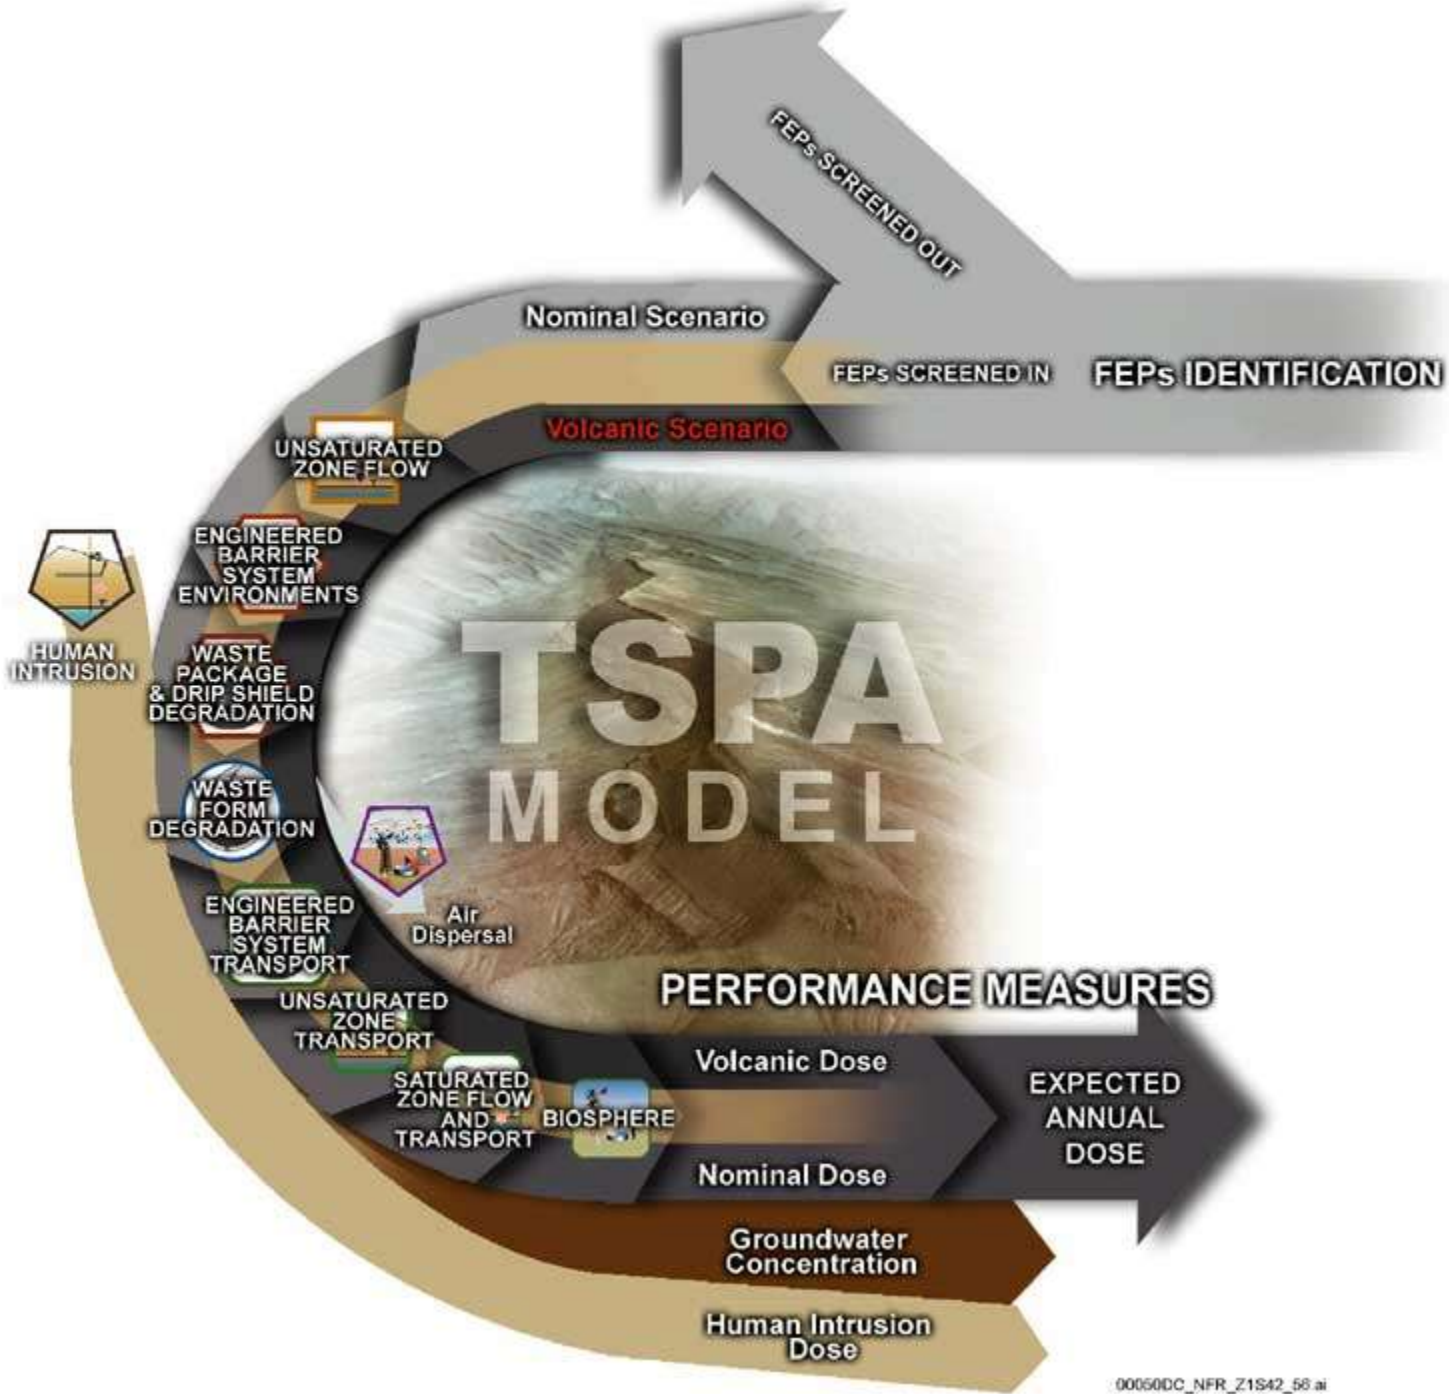 FEPs SCREENED OUT
Nominal Scenario
FEPs SCREENED IN
FEPs IDENTIFICATION
Volcanic Scenario
UNSATURATED
ZONE FLOW
ENGINEERED
BARRIER
SYSTEM
ENVIRONMENTS
HUMAN
INTRUSION
WASTE
PACKAGE
& DRIP SHIELD
DEGRADATION
TSPA
MODEL
WASTE
FORM
DEGRADATION
Air
Dispersal
ENGINEERED
BARRIER
SYSTEM
TRANSPORT
UNSATURATED
ZONE
TRANSPORT
SATURATED
ZONE FLOW
AND
TRANSPORT
BIOSPHERE
PERFORMANCE MEASURES
Volcanic Dose
Nominal Dose
EXPECTED
ANNUAL
DOSE
Groundwater
Concentration
Human Intrusion
Dose
00050DC_NFR_Z1S42_56.ai